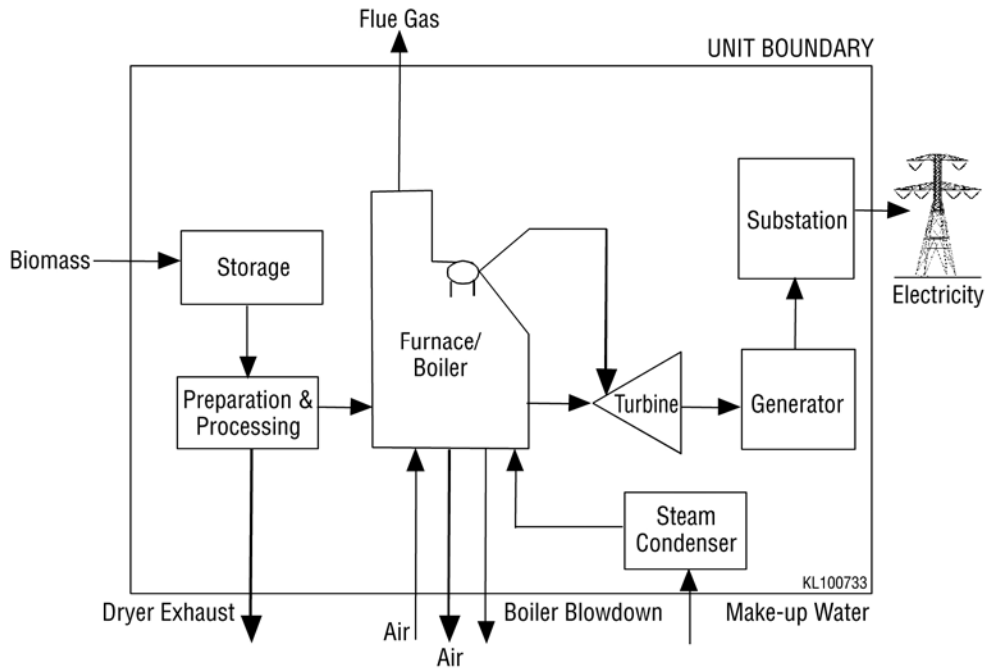 Flue Gas
UNIT BOUNDARY
Biomass
Storage
Substation
Electricity
Furnace/
Boiler
Preparation &
Processing
Turbine
Generator
Steam
Condenser
KL100733
Dryer Exhaust
Air
Air
Boiler Blowdown
Make-up Water